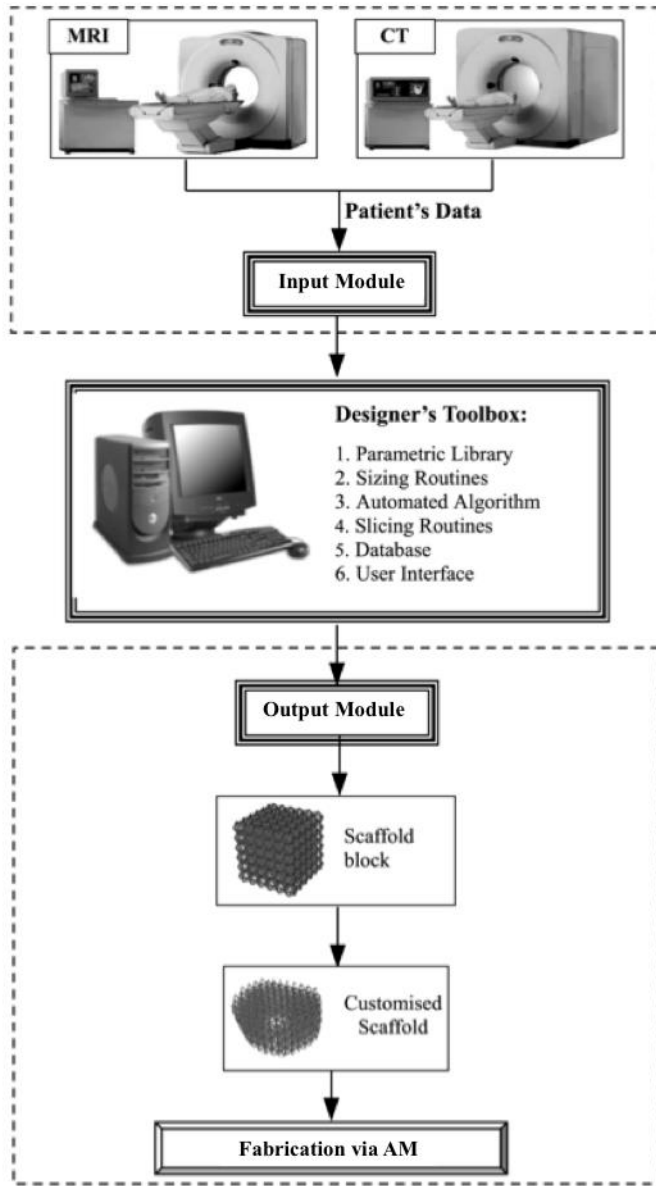 MRI
CT
Patient’s Data
Input Module
Designer’s Toolbox:
1. Parametric Library
2. Sizing Routines
3. Automated Algorithm
4. Slicing Routines
5. Database
6. User Interface
Output Module
Scaffold
block
Customised
Scaffold
Fabrication via AM